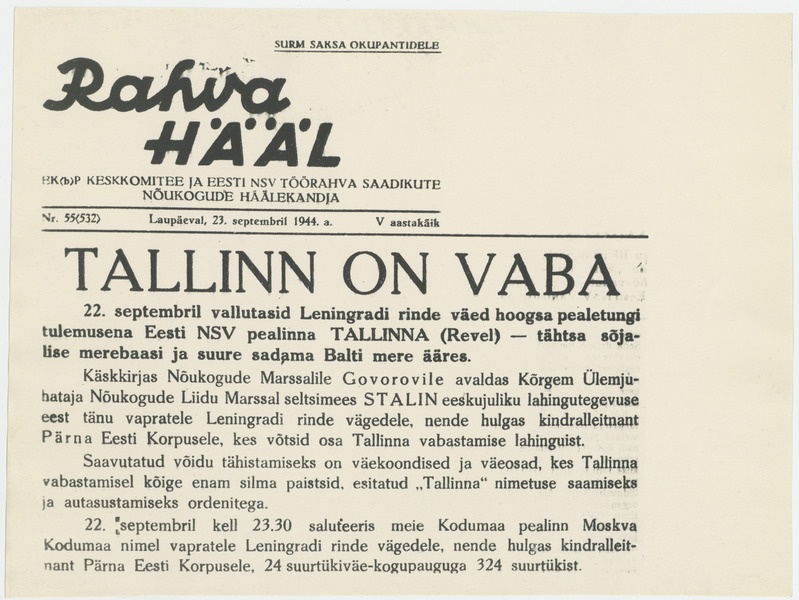 SURM SAKSA OKUPANTIDELE
Rahva
HÄÄL
EK(b)P KESKKOMITEE JA EESTI NSV TÖÖRAHVA SAADIKUTE
NÕUKOGUDE HÄÄLEKANDJA
Nr. 55(532) Laupäeval, 23. septembril 1944. a. V aastakäik
TALLINN ON VABA
22. septembril vallutasid Leningradi rinde väed hoogsa pealetungi
tulemusena Eesti NSV pealinna TALLINNA (Revel) — tähtsa sõja-
lise merebaasi ja suure sadama Balti mere ääres.
Käskkirjas Nõukogude Marssalile Govorovile avaldas Kõrgem Ülemju-
hataja Nõukogude Liidu Marssal seltsimees STALIN eeskujuliku lahingutegevuse
eest tänu vapratele Leningradi rinde vägedele, nende hulgas kindralleitnant
Pärna Eesti Korpusele, kes võtsid osa Tallinna vabastamise lahinguist.
Saavutatud võidu tähistamiseks on väekoondised ja väeosad, kes Tallinna
vabastamisel kõige enam silma paistsid, esitatud „Tallinna“ nimetuse saamiseks
ja autasustamiseks ordenitega.
22. septembril kell 23.30 saluteeris meie Kodumaa pealinn Moskva
Kodumaa nimel vapratele Leningradi rinde vägedele, nende hulgas kindralleit-
nant Pärna Eesti Korpusele, 24 suurtükiväe-kogupauguga 324 suurtükist.